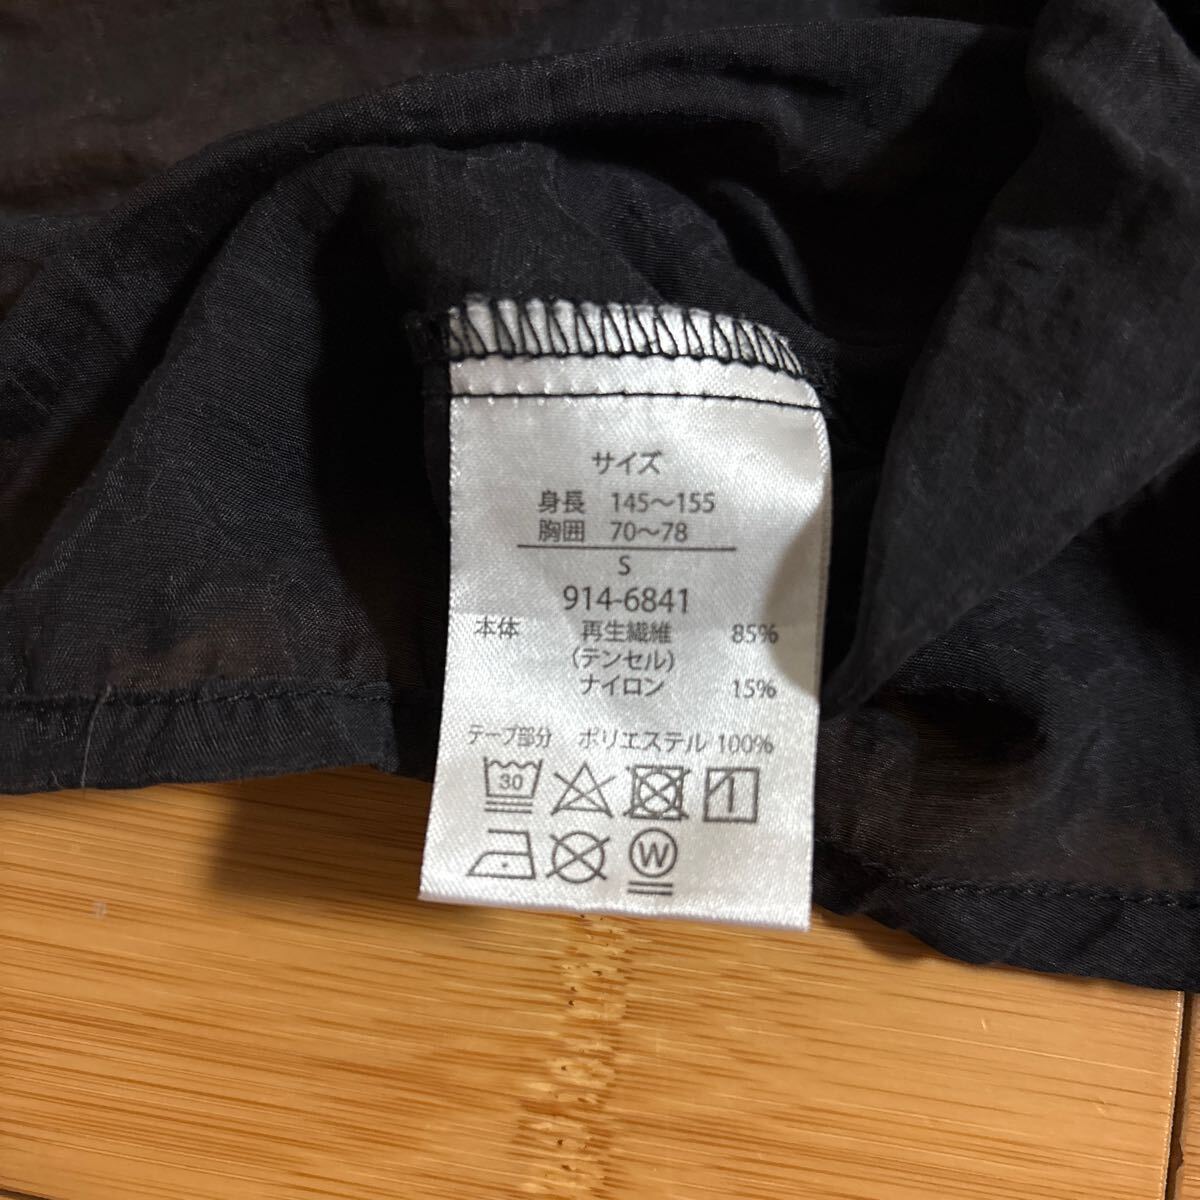 サイズ
身長 145〜155
胸囲 70〜78
S
914-6841
本体 再生繊維 85%
(テンセル)
ナイロン 15%
テープ部分 ポリエステル 100%
30
W